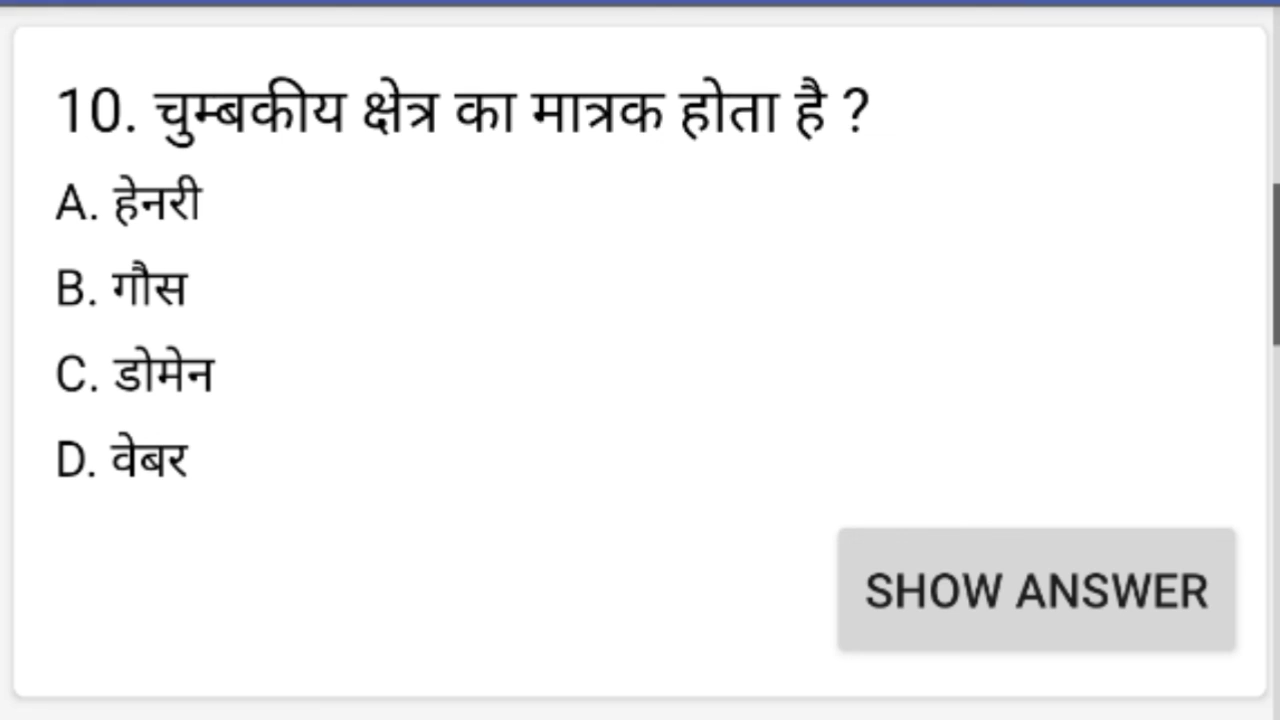 10. चुम्बकीय क्षेत्र का मात्रक होता है ?
A. हेनरी
B. गौस
C. डोमेन
D. वेबर
SHOW ANSWER